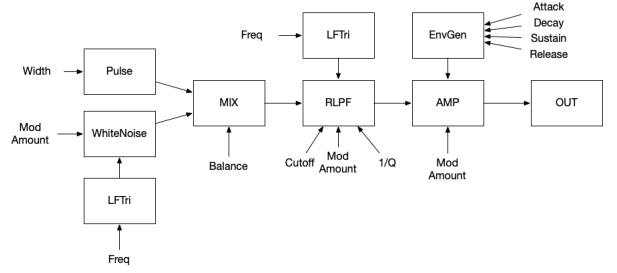 Attack
Decay
Sustain
Release
Freq
LFTri
EnvGen
Width
Pulse
MIX
RLPF
AMP
OUT
Mod
Amount
WhiteNoise
Balance
Cutoff
Mod
Amount
1/Q
Mod
Amount
LFTri
Freq